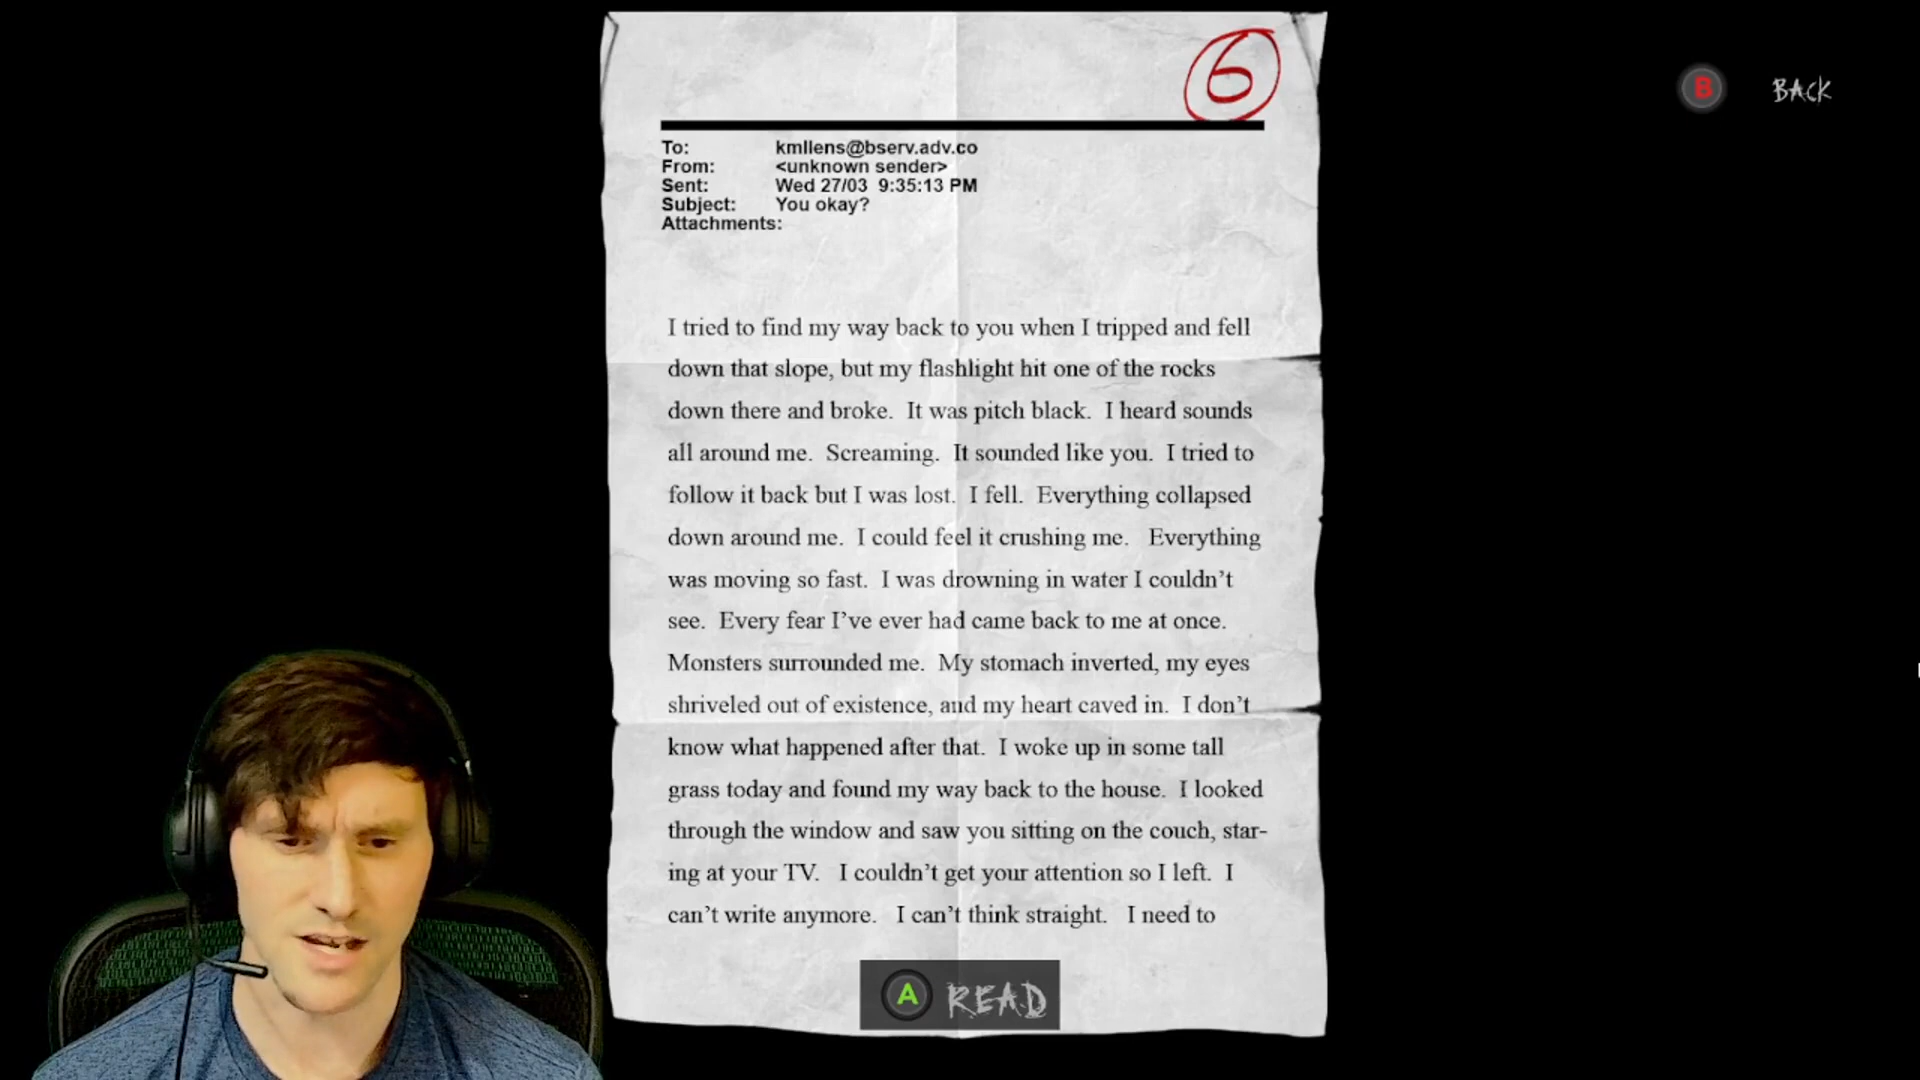 6
B BACK
To: kmllens@bserv.adv.co
From: <unknown sender>
Sent: Wed 27/03 9:35:13 PM
Subject: You okay?
Attachments:
I tried to find my way back to you when I tripped and fell
down that slope, but my flashlight hit one of the rocks
down there and broke. It was pitch black. I heard sounds
all around me. Screaming. It sounded like you. I tried to
follow it back but I was lost. I fell. Everything collapsed
down around me. I could feel it crushing me. Everything
was moving so fast. I was drowning in water I couldn't
see. Every fear I've ever had came back to me at once.
Monsters surrounded me. My stomach inverted, my eyes
shriveled out of existence, and my heart caved in. I don't
know what happened after that. I woke up in some tall
grass today and found my way back to the house. I looked
through the window and saw you sitting on the couch, star-
ing at your TV. I couldn't get your attention so I left. I
can't write anymore. I can't think straight. I need to
A READ